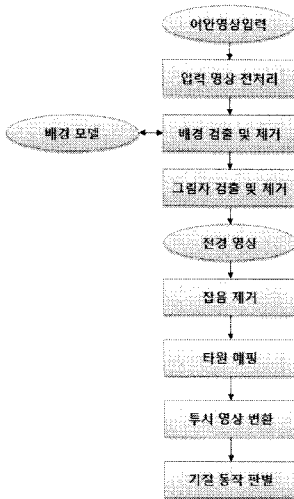 어안영상입력
입력 영상 전처리
배경 모델
배경 검출 및 제거
그림자 검출 및 제거
전경 영상
잡음 제거
타원 매핑
투시 영상 변환
기절 동작 판별